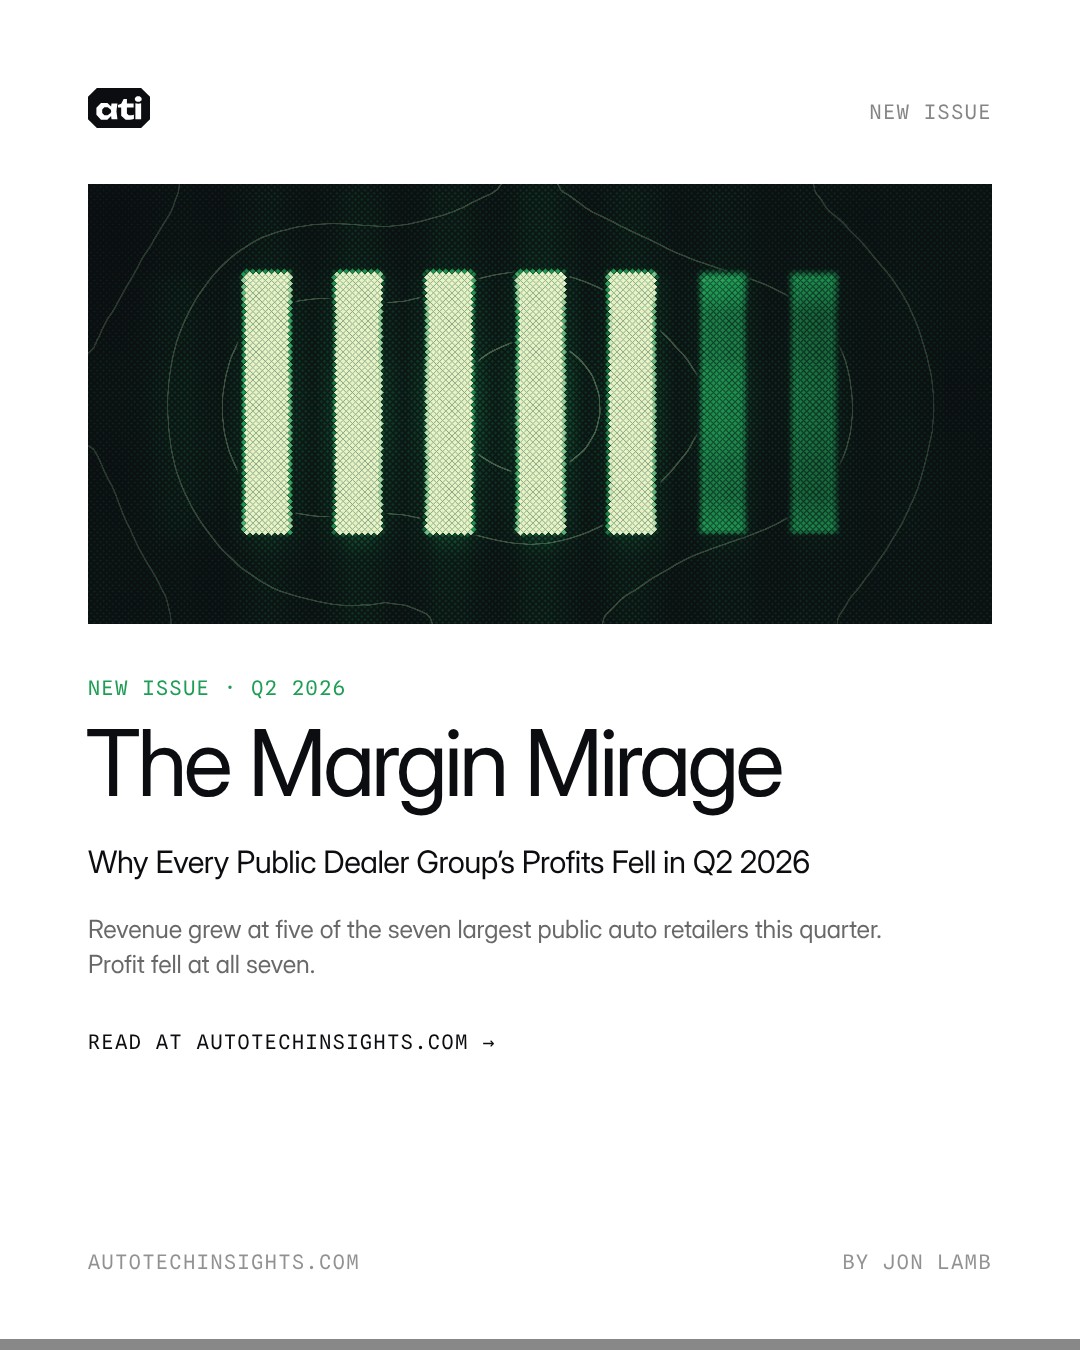 ati
NEW ISSUE
NEW ISSUE · Q2 2026
The Margin Mirage
Why Every Public Dealer Group’s Profits Fell in Q2 2026
Revenue grew at five of the seven largest public auto retailers this quarter.
Profit fell at all seven.
READ AT AUTOTECHINSIGHTS.COM →
AUTOTECHINSIGHTS.COM
BY JON LAMB